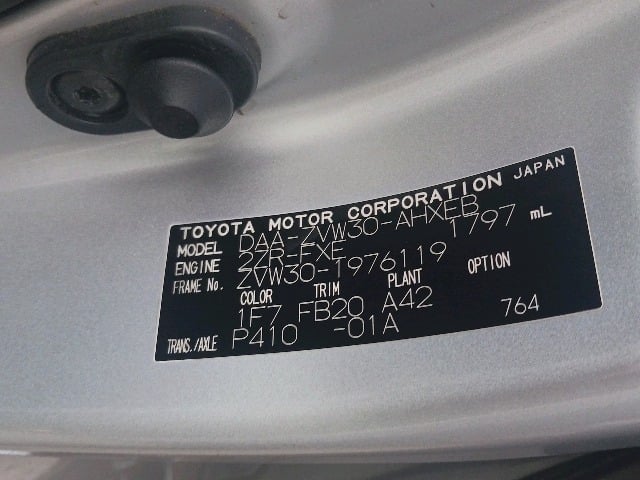 TOYOTA MOTOR CORPORATION JAPAN
MODEL DAA-ZVW30-AHXEB
ENGINE 2ZR-FXE 1797 mL
FRAME No. ZVW30-1976119
COLOR TRIM PLANT OPTION
1F7 FB20 A42
TRANS./AXLE P410 -01A 764